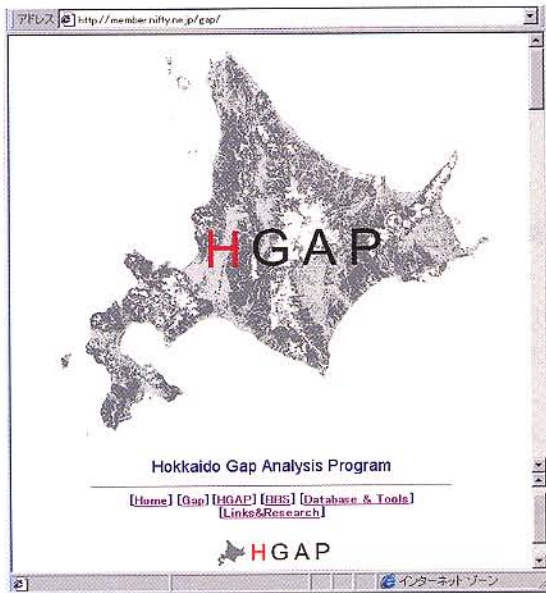 アドレス http://member.nifty.ne.jp/gap/
HGAP
Hokkaido Gap Analysis Program
[Home] [Gap] [HGAP] [BBS] [Database & Tools]
[Links&Research]
HGAP
インターネット ゾーン